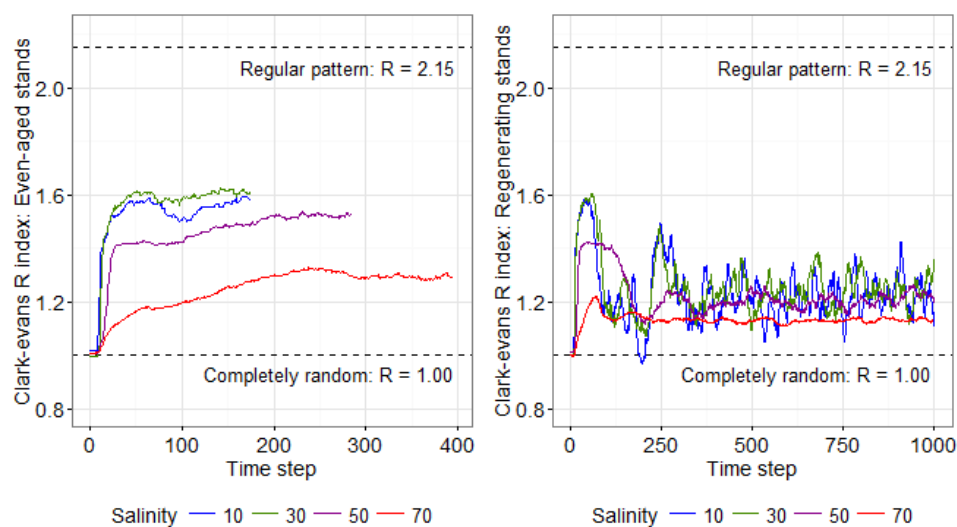 Clark-evans R index: Even-aged stands
2.0
1.6
1.2
0.8
Regular pattern: R = 2.15
Completely random: R = 1.00
0 100 200 300 400
Time step
Salinity 10 30 50 70
Clark-evans R index: Regenerating stands
2.0
1.6
1.2
0.8
Regular pattern: R = 2.15
Completely random: R = 1.00
0 250 500 750 1000
Time step
Salinity 10 30 50 70